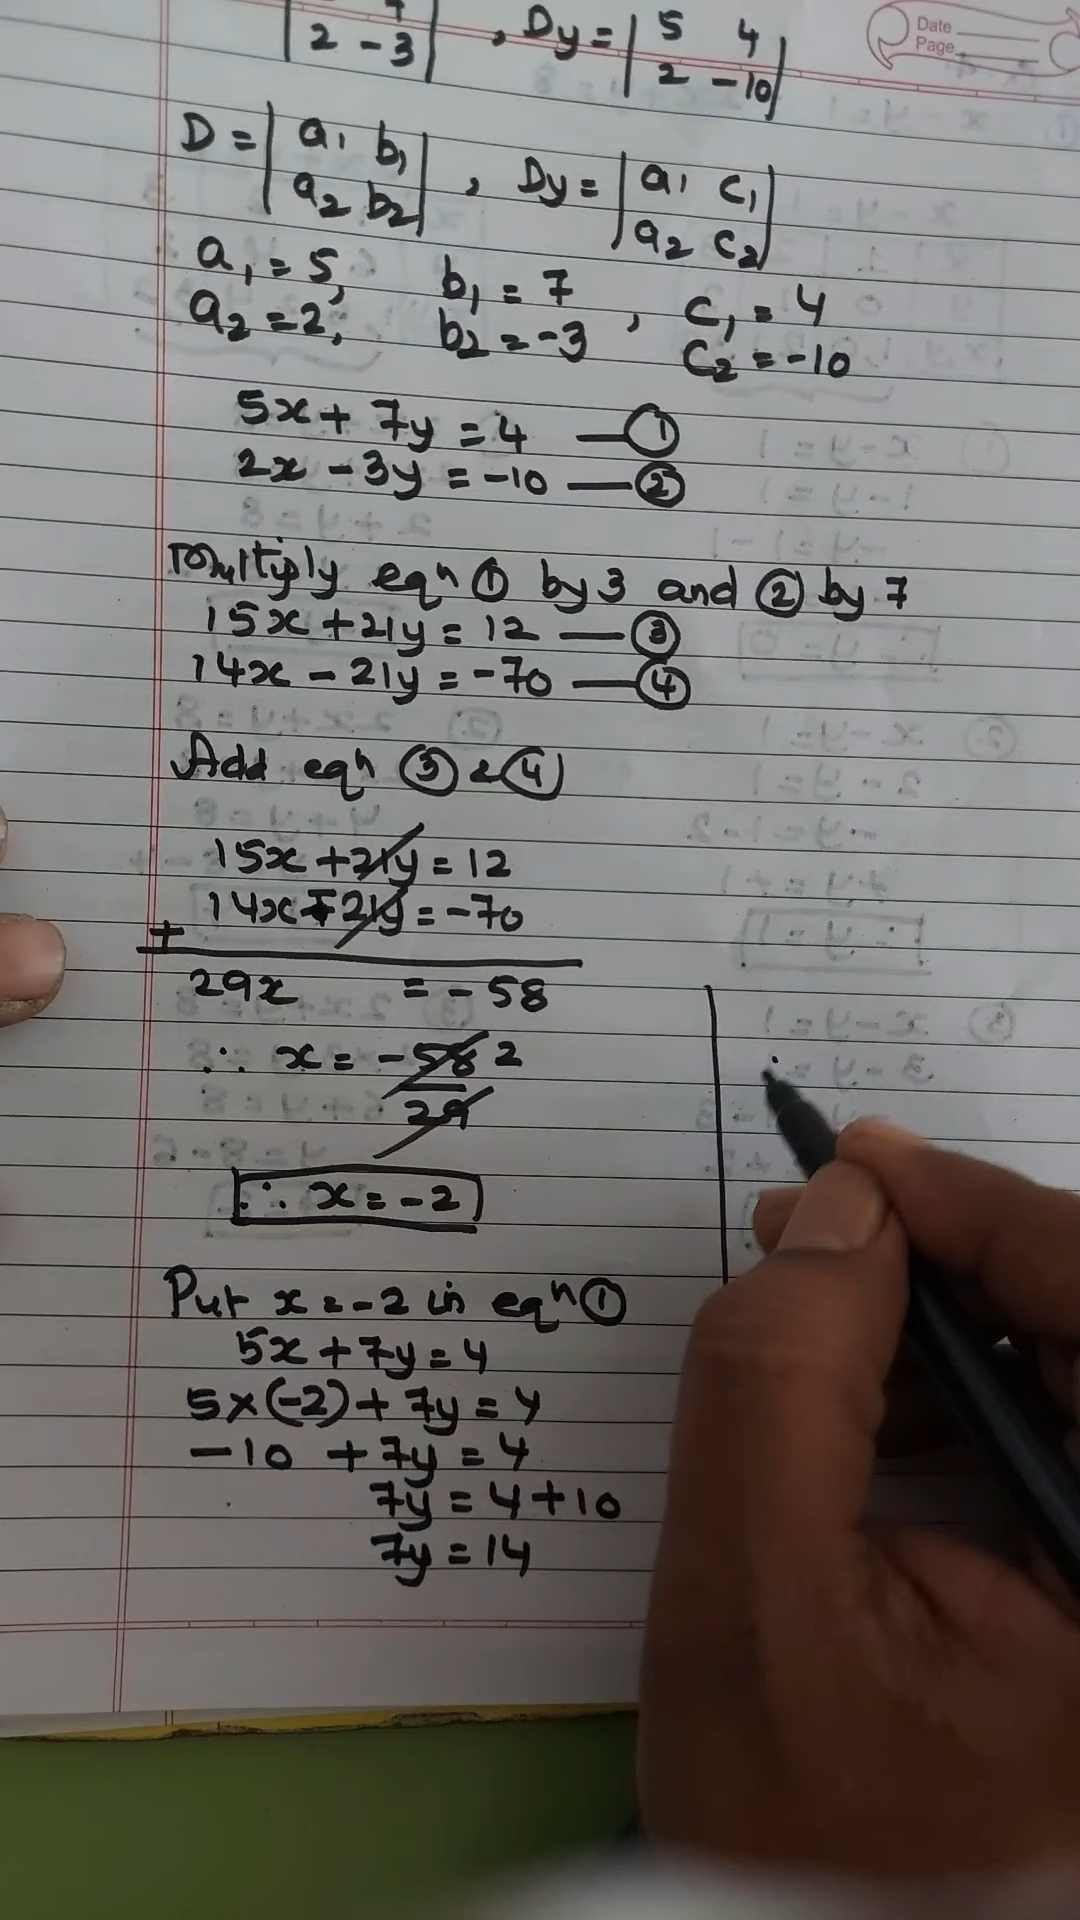 2 -3 , Dy = | 5 4
2 -10 |
Date
Page
D = | a1 b1
a2 b2 | , Dy = | a1 c1
a2 c2 |
a1 = 5, b1 = 7 , c1 = 4
a2 = 2, b2 = -3 c2 = -10
5x + 7y = 4 — ①
2x - 3y = -10 — ②
Multiply eqn ① by 3 and ② by 7
15x + 21y = 12 — ③
14x - 21y = -70 — ④
Add eqn ③ & ④
15x + 21y = 12
14x - 21y = -70
+
29x = -58
∴ x = -58 2
29
∴ x = -2
Put x = -2 in eqn ①
5x + 7y = 4
5×(-2) + 7y = 4
-10 + 7y = 4
7y = 4 + 10
7y = 14